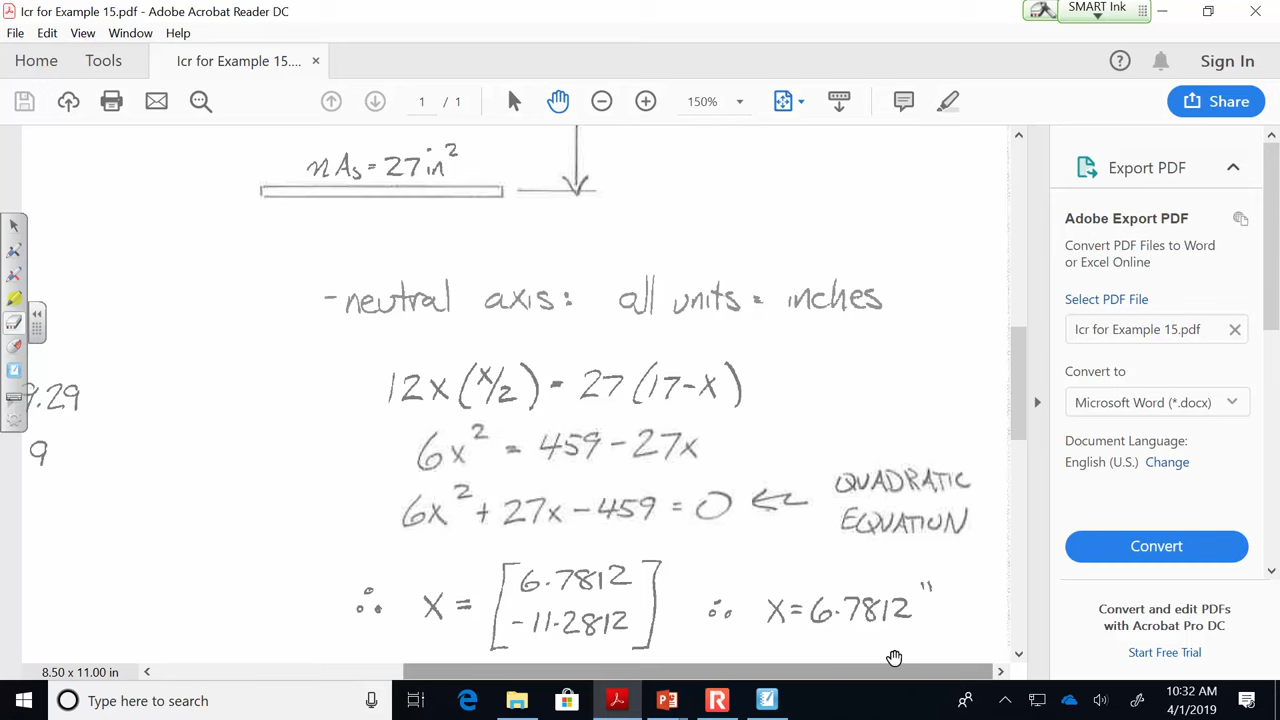 Icr for Example 15.pdf - Adobe Acrobat Reader DC
SMART Ink
File Edit View Window Help
Home Tools Icr for Example 15.... ×
Sign In
1 / 1
150%
Share
nAs = 27in²
-neutral axis: all units = inches
12x(x/2) = 27(17-x)
6x² = 459-27x
6x² + 27x - 459 = 0 ← QUADRATIC
EQUATION
∴ x = [6.7812
-11.2812] ∴ x = 6.7812"
9.29
9
Export PDF
Adobe Export PDF
Convert PDF Files to Word
or Excel Online
Select PDF File
Icr for Example 15.pdf
Convert to
Microsoft Word (*.docx)
Document Language:
English (U.S.) Change
Convert
Convert and edit PDFs
with Acrobat Pro DC
Start Free Trial
8.50 x 11.00 in
Type here to search
10:32 AM
4/1/2019